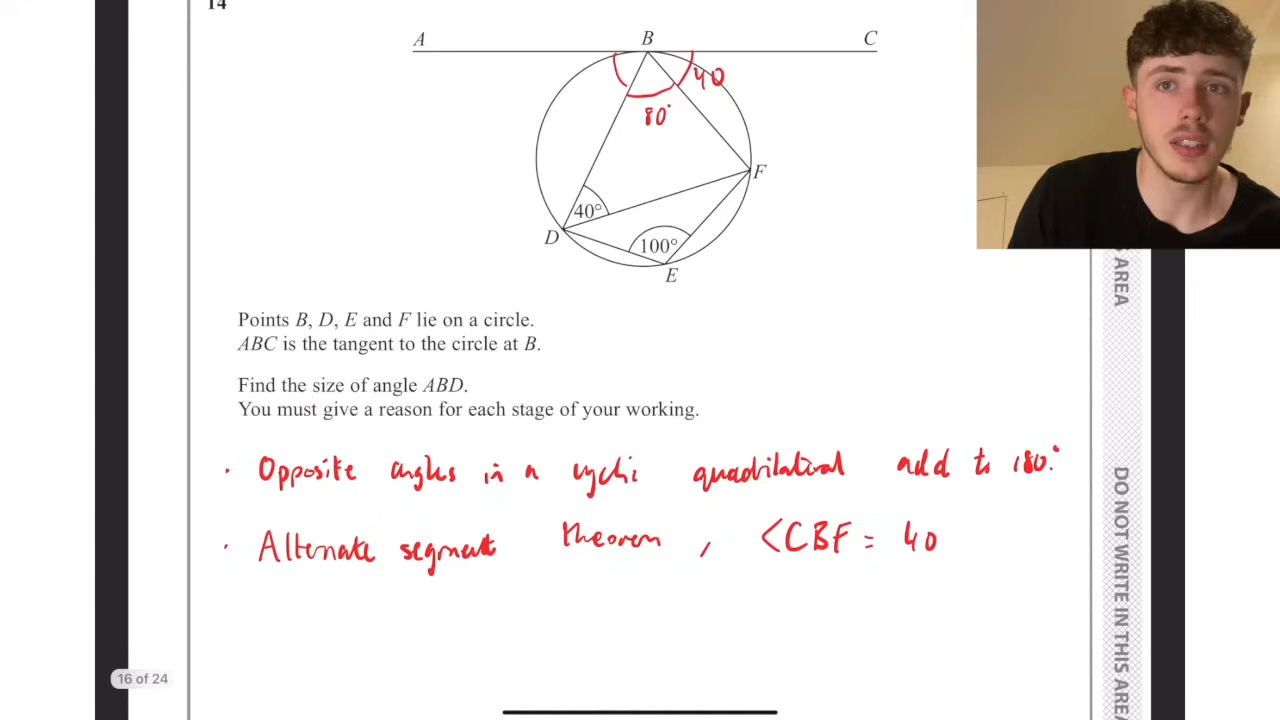 14
A B C
40
80°
F
40°
D
100°
E
Points B, D, E and F lie on a circle.
ABC is the tangent to the circle at B.
Find the size of angle ABD.
You must give a reason for each stage of your working.
· Opposite angles in a cyclic quadrilateral add to 180°
· Alternate segment theorem, <CBF = 40
S AREA
DO NOT WRITE IN THIS AREA
16 of 24